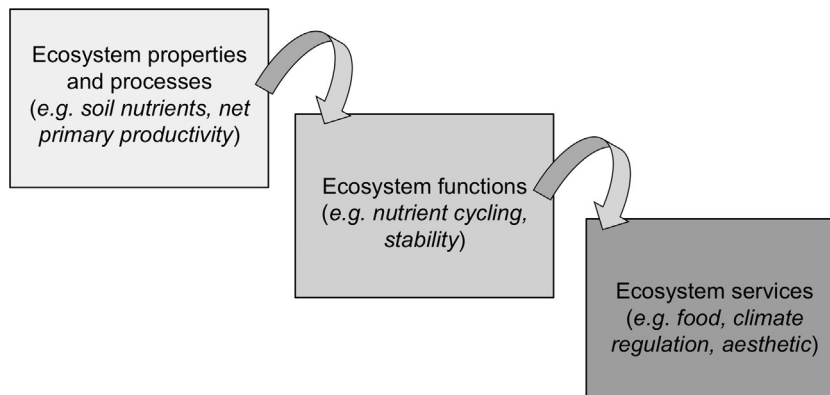 Ecosystem properties
and processes
(e.g. soil nutrients, net
primary productivity)
Ecosystem functions
(e.g. nutrient cycling,
stability)
Ecosystem services
(e.g. food, climate
regulation, aesthetic)